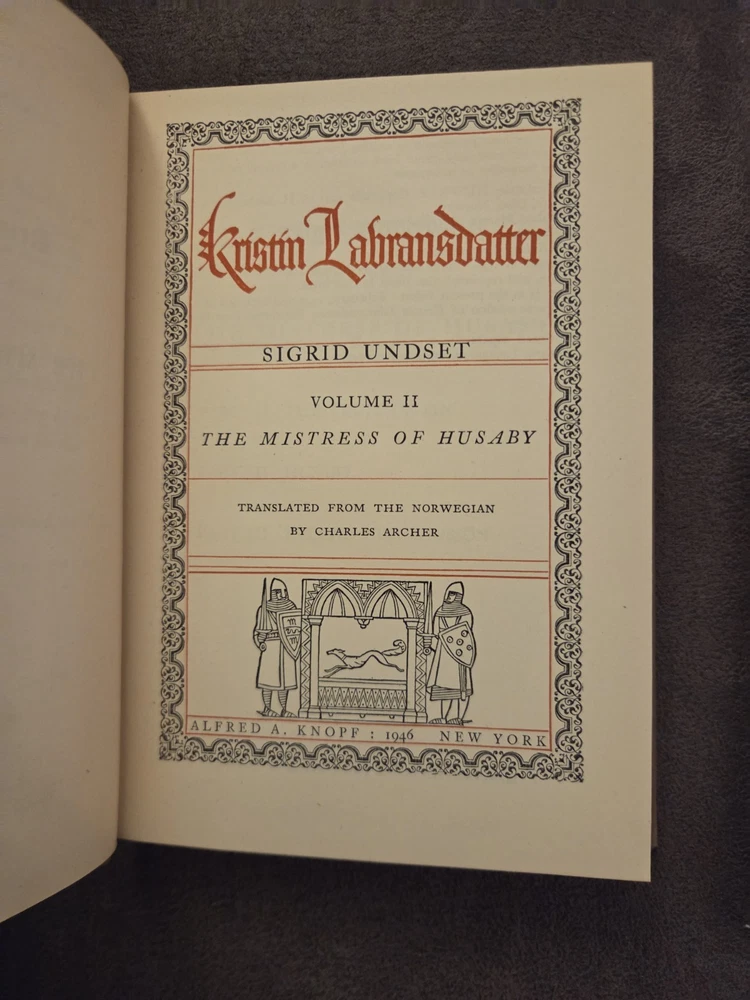 Kristin Lavransdatter
SIGRID UNDSET
VOLUME II
THE MISTRESS OF HUSABY
TRANSLATED FROM THE NORWEGIAN
BY CHARLES ARCHER
ALFRED A. KNOPF : 1946 NEW YORK